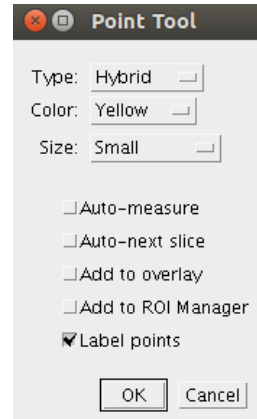 Point Tool
Type: Hybrid
Color: Yellow
Size: Small
Auto-measure
Auto-next slice
Add to overlay
Add to ROI Manager
Label points
OK Cancel